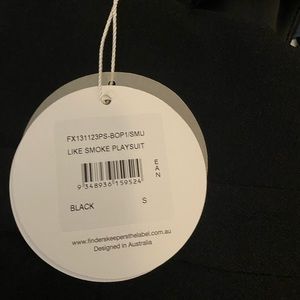 FX131123PS-BOP1/SMU
LIKE SMOKE PLAYSUIT
EAN
9 348936 159524
BLACK S
www.finderskeepersthelabel.com.au
Designed in Australia